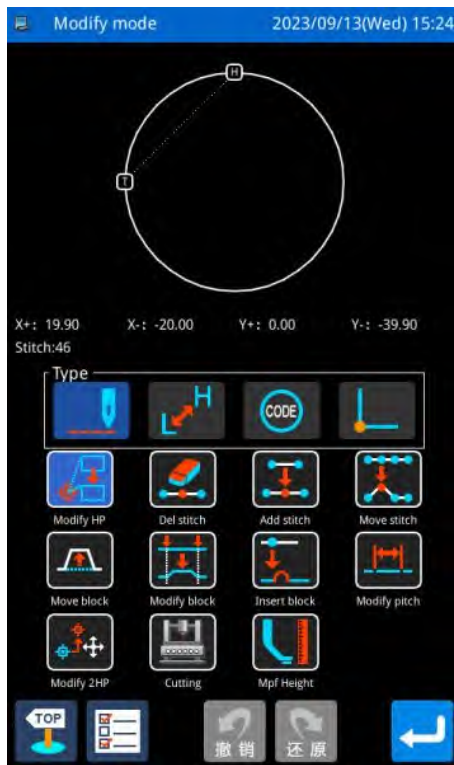 Modify mode 2023/09/13(Wed) 15:24
H
T
X+: 19.90 X-: -20.00 Y+: 0.00 Y-: -39.90
Stitch:46
Type
H
L
CODE
Modify HP Del stitch Add stitch Move stitch
Move block Modify block Insert block Modify pitch
Modify 2HP Cutting Mpf Height
TOP
撤销 还原